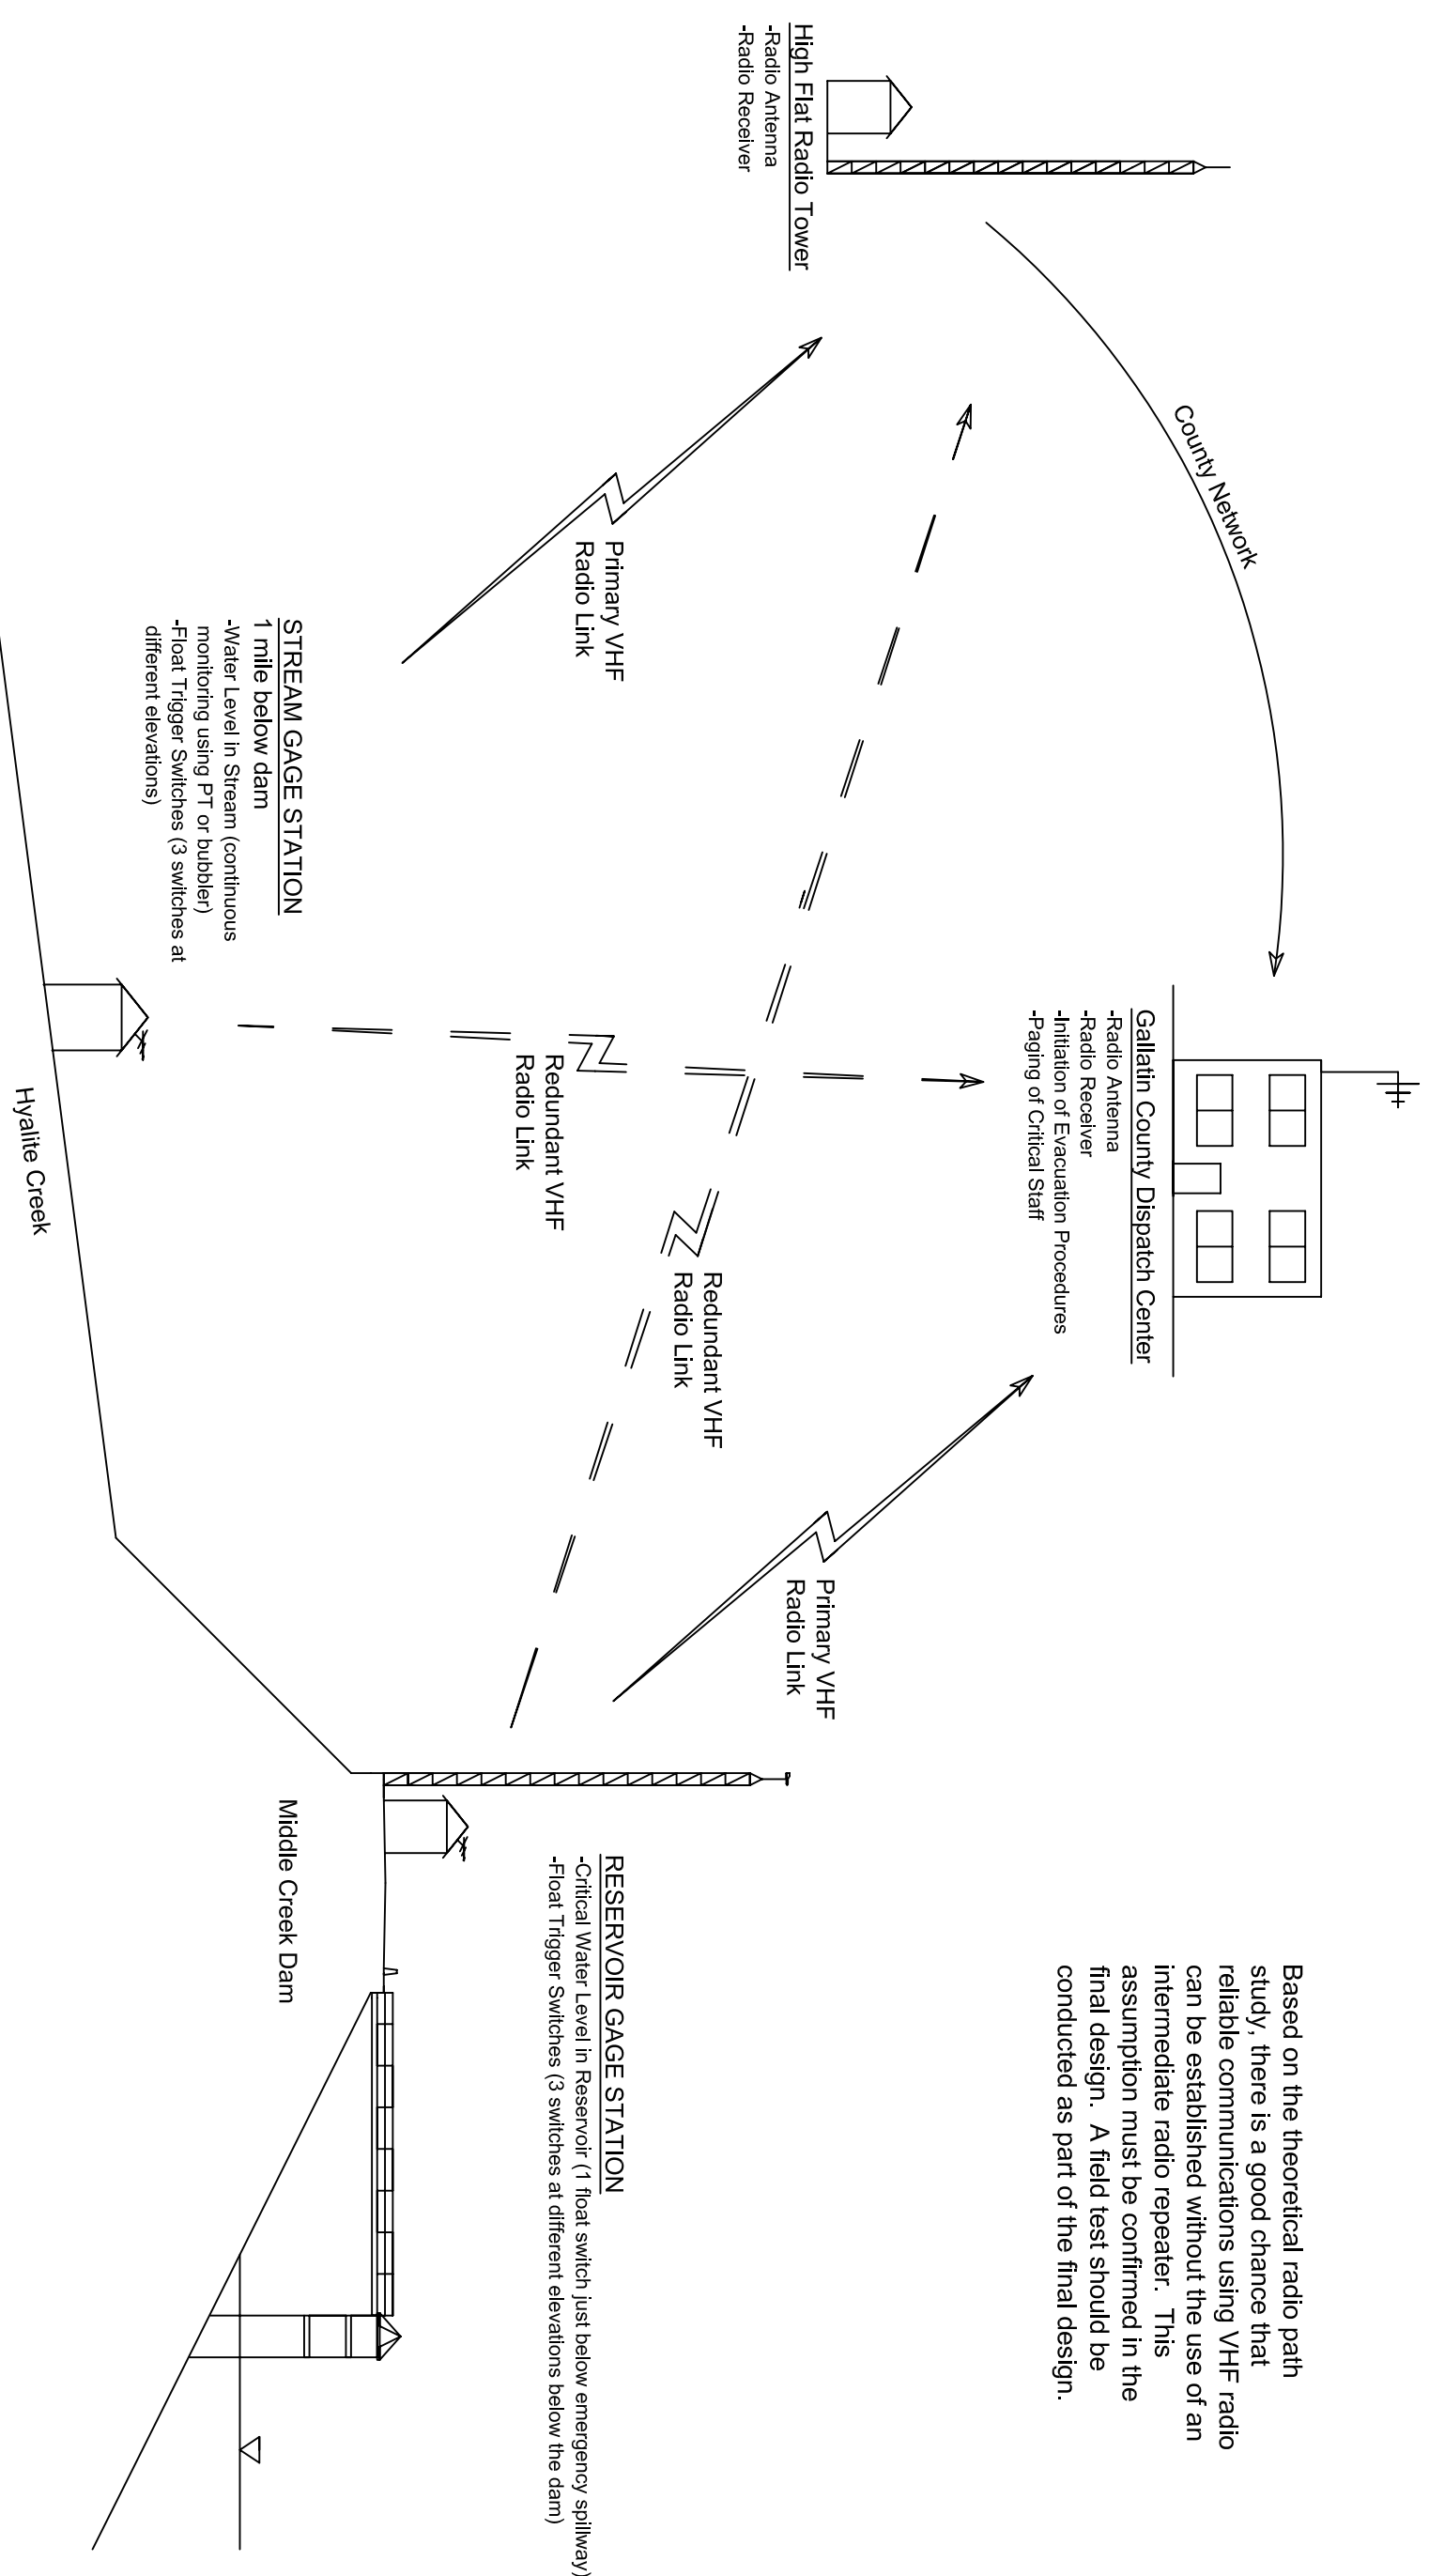 Based on the theoretical radio path
study, there is a good chance that
reliable communications using VHF radio
can be established without the use of an
intermediate radio repeater. This
assumption must be confirmed in the
final design. A field test should be
conducted as part of the final design.
County Network
Gallatin County Dispatch Center
-Radio Antenna
-Radio Receiver
-Initiation of Evacuation Procedures
-Paging of Critical Staff
High Flat Radio Tower
-Radio Antenna
-Radio Receiver
Primary VHF
Radio Link
Redundant VHF
Radio Link
Redundant VHF
Radio Link
Primary VHF
Radio Link
RESERVOIR GAGE STATION
-Critical Water Level in Reservoir (1 float switch just below emergency spillway)
-Float Trigger Switches (3 switches at different elevations below the dam)
STREAM GAGE STATION
1 mile below dam
-Water Level in Stream (continuous
monitoring using PT or bubbler)
-Float Trigger Switches (3 switches at
different elevations)
Middle Creek Dam
Hyalite Creek